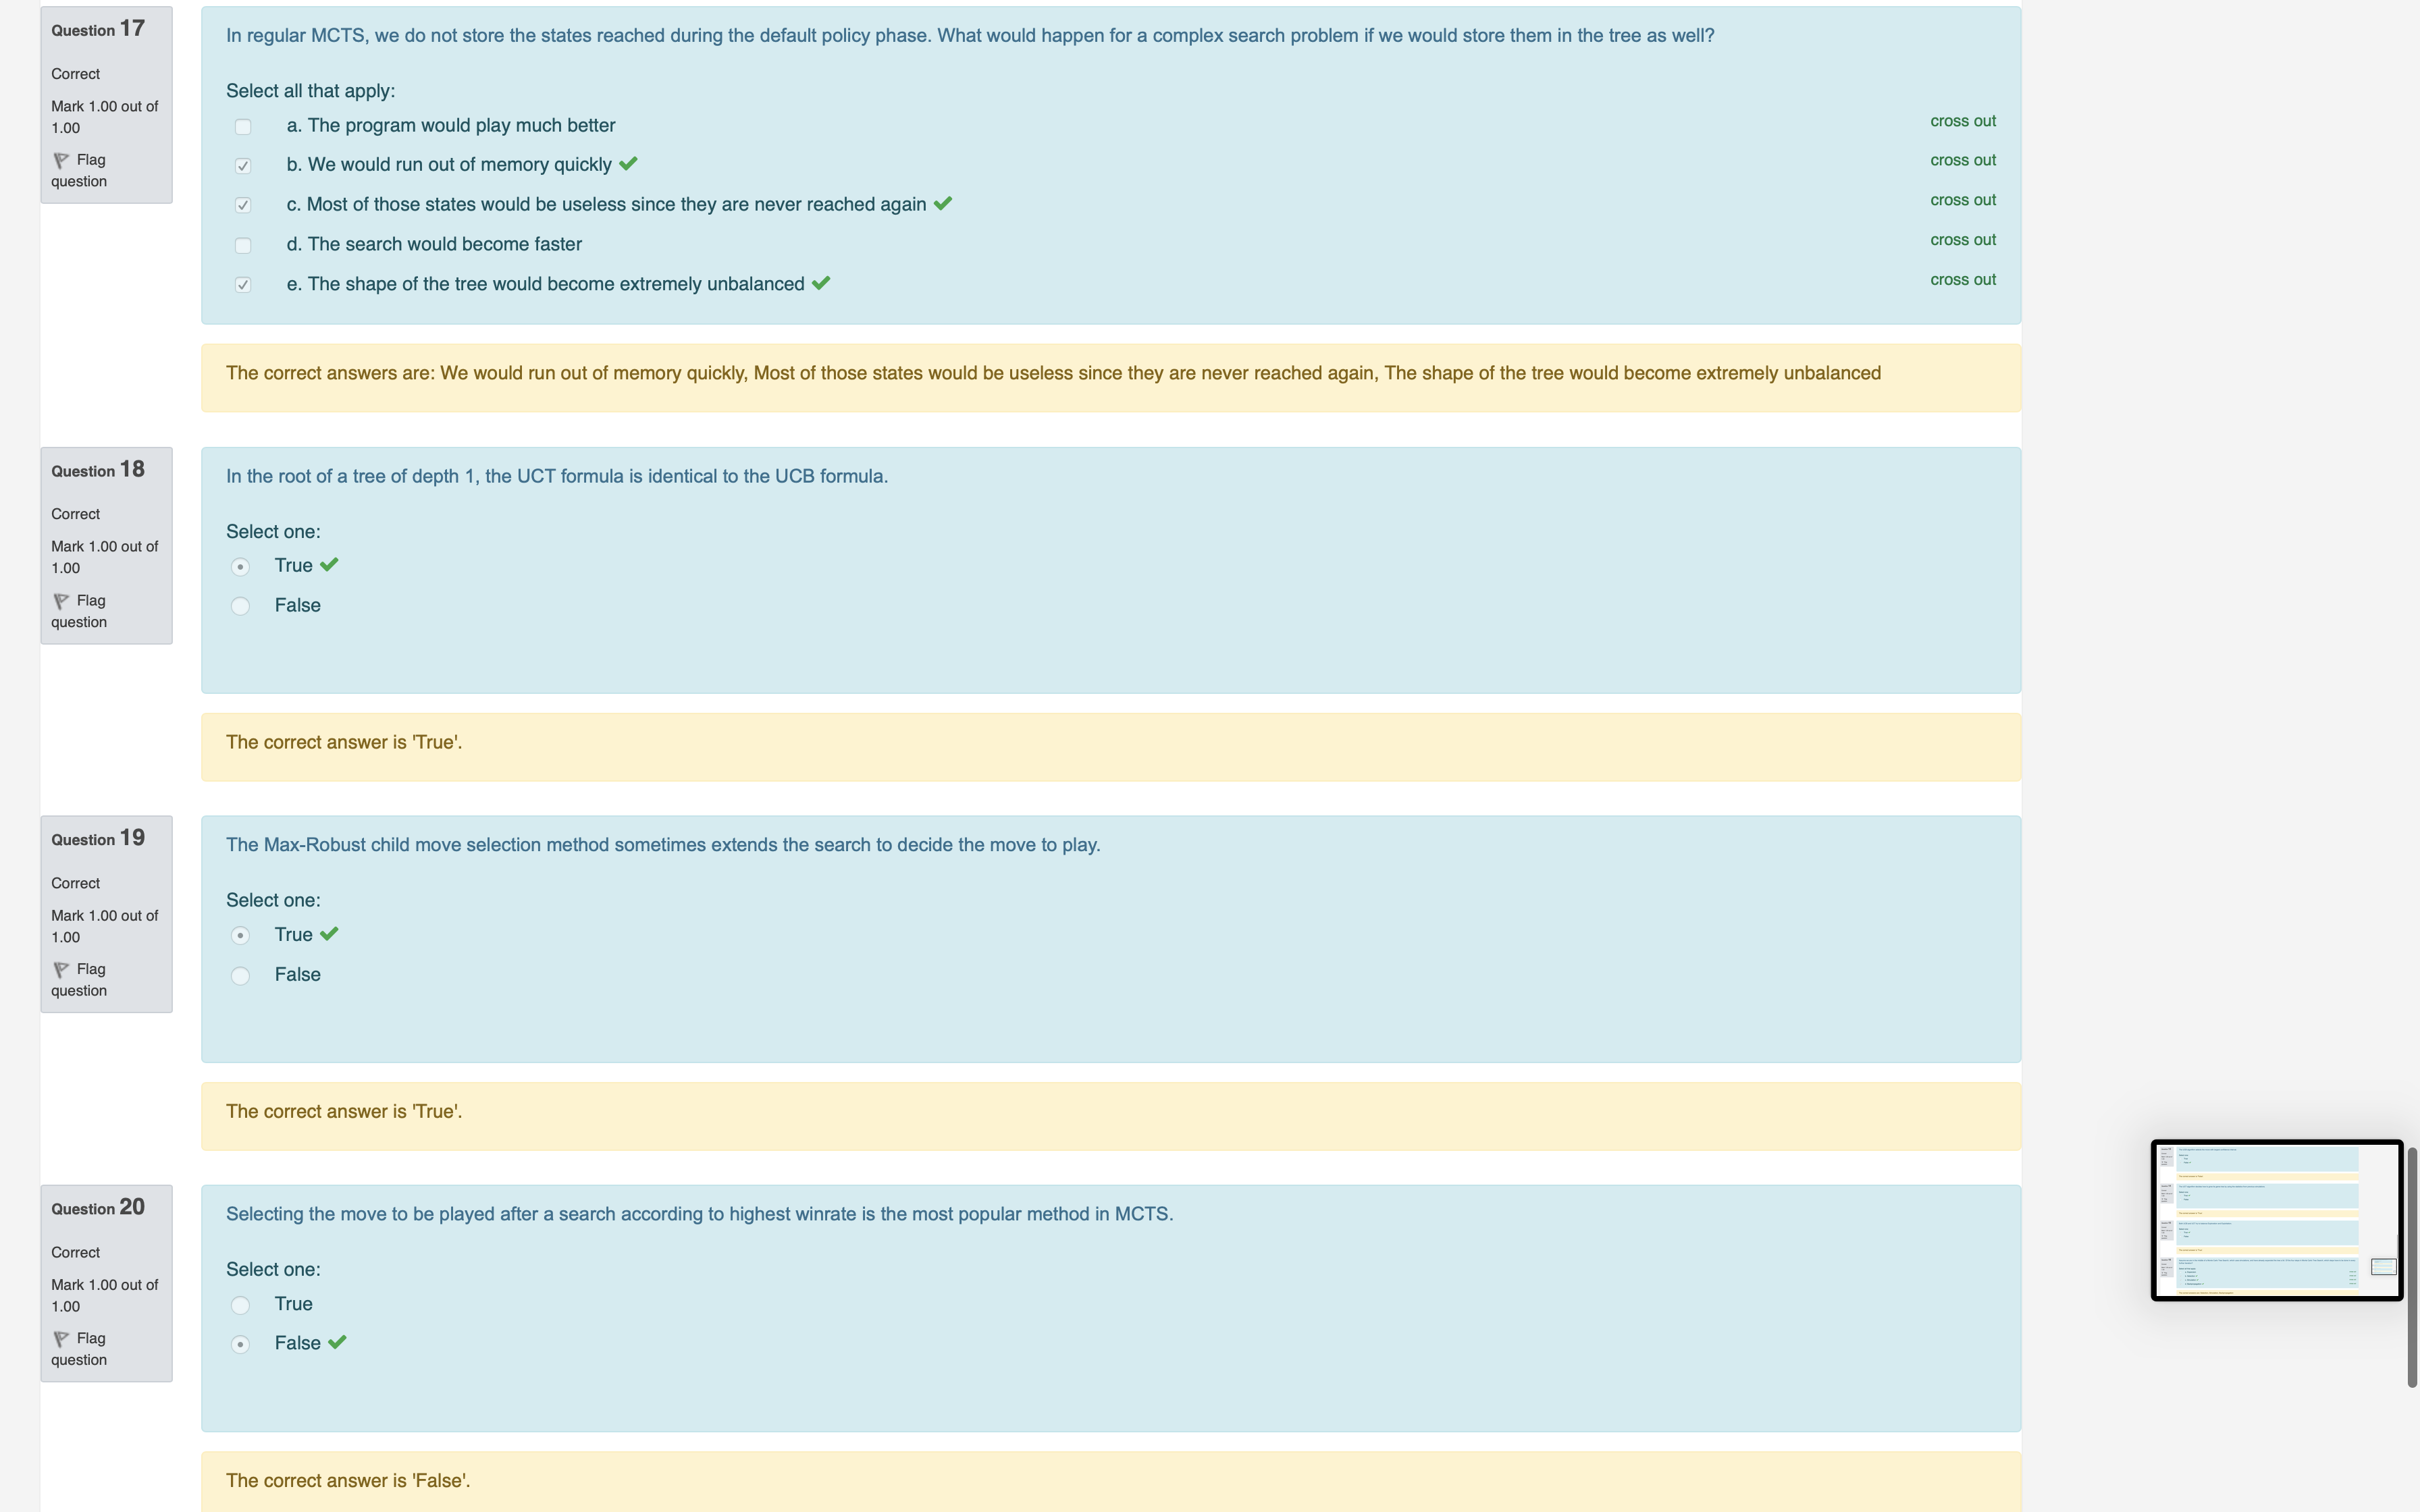 Question 17
Correct
Mark 1.00 out of
1.00
Flag
question
In regular MCTS, we do not store the states reached during the default policy phase. What would happen for a complex search problem if we would store them in the tree as well?
Select all that apply:
a. The program would play much better
cross out
b. We would run out of memory quickly
cross out
c. Most of those states would be useless since they are never reached again
cross out
d. The search would become faster
cross out
e. The shape of the tree would become extremely unbalanced
cross out
The correct answers are: We would run out of memory quickly, Most of those states would be useless since they are never reached again, The shape of the tree would become extremely unbalanced
Question 18
Correct
Mark 1.00 out of
1.00
Flag
question
In the root of a tree of depth 1, the UCT formula is identical to the UCB formula.
Select one:
True
False
The correct answer is 'True'.
Question 19
Correct
Mark 1.00 out of
1.00
Flag
question
The Max-Robust child move selection method sometimes extends the search to decide the move to play.
Select one:
True
False
The correct answer is 'True'.
Question 20
Correct
Mark 1.00 out of
1.00
Flag
question
Selecting the move to be played after a search according to highest winrate is the most popular method in MCTS.
Select one:
True
False
The correct answer is 'False'.